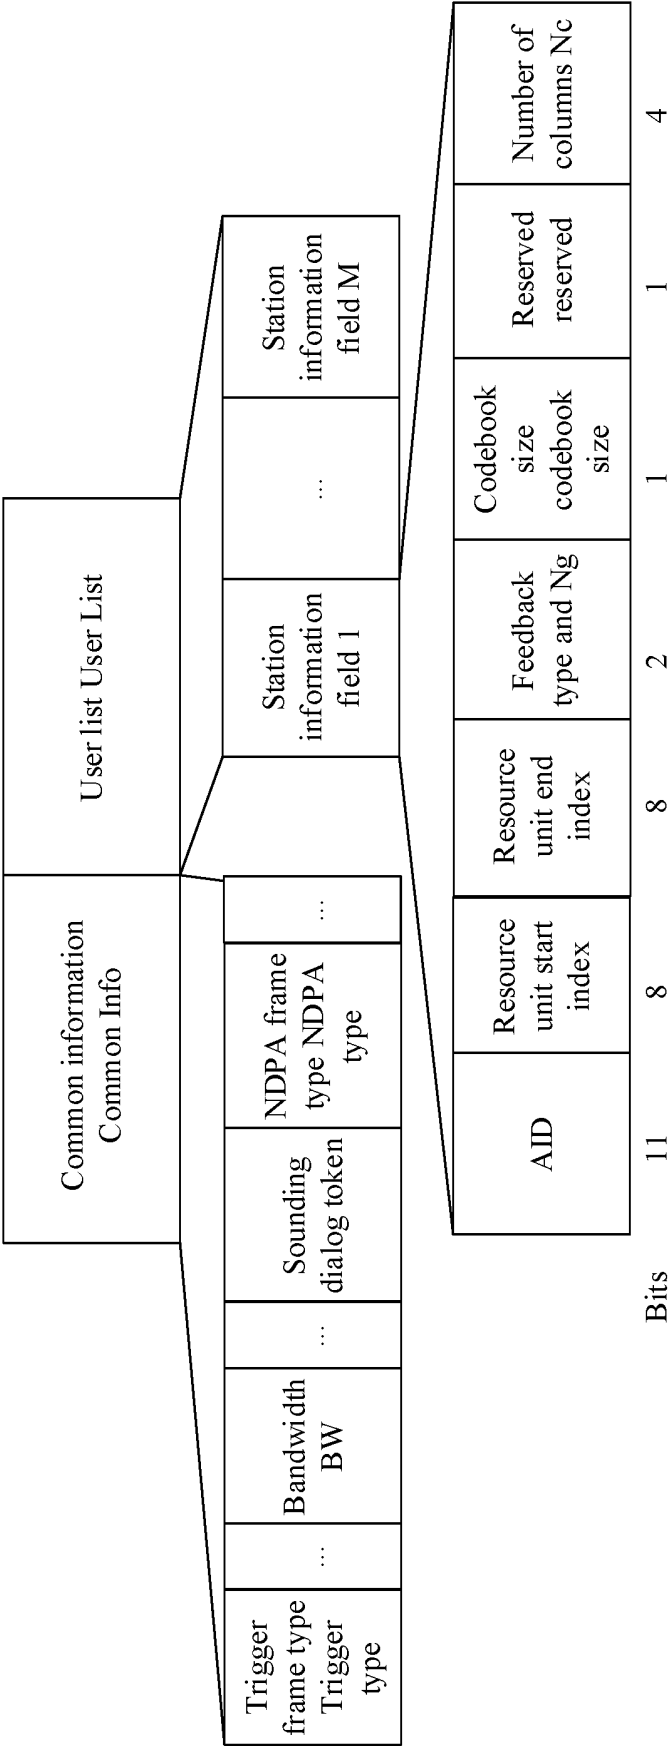 Common information
Common Info
User list User List
Trigger
frame type
Trigger
type
...
Bandwidth
BW
...
Sounding
dialog token
NDPA frame
type NDPA
type
...
Station
information
field 1
...
Station
information
field M
AID
Resource
unit start
index
Resource
unit end
index
Feedback
type and Ng
Codebook
size
codebook
size
Reserved
reserved
Number of
columns Nc
Bits 11 8 8 2 1 1 4